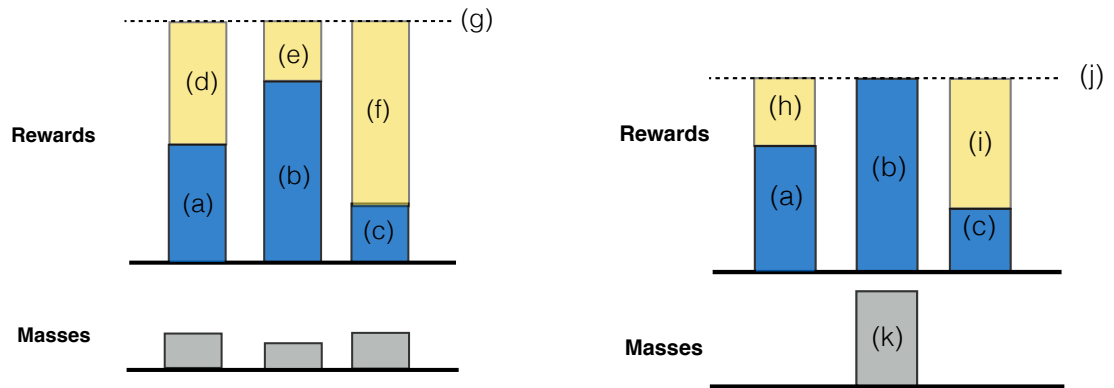 (g)
(d)
(e)
(f)
Rewards
(a)
(b)
(c)
Masses
(j)
(h)
(b)
(i)
Rewards
(a)
(c)
(k)
Masses